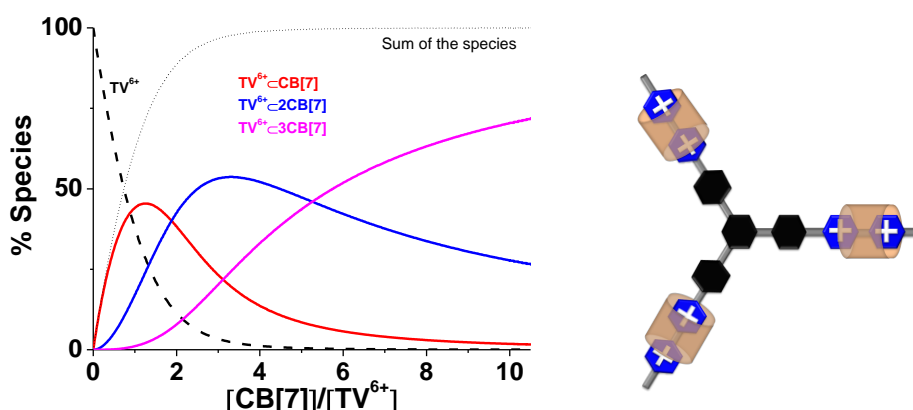 100
Sum of the species
TV6+
TV6+⊂CB[7]
TV6+⊂2CB[7]
TV6+⊂3CB[7]
50
% Species
0
0 2 4 6 8 10
[CB[7]]/[TV6+]
+ +
+ +
+ +